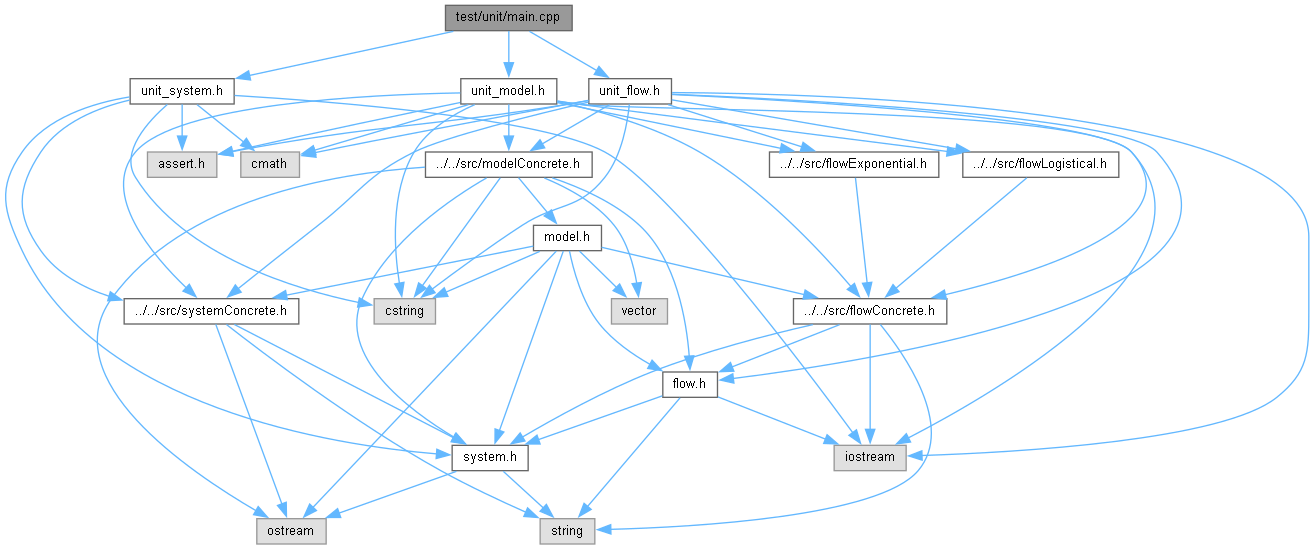 test/unit/main.cpp
unit_system.h
unit_model.h
unit_flow.h
assert.h
cmath
../../src/modelConcrete.h
../../src/flowExponential.h
../../src/flowLogistical.h
model.h
../../src/systemConcrete.h
cstring
vector
../../src/flowConcrete.h
flow.h
system.h
iostream
ostream
string